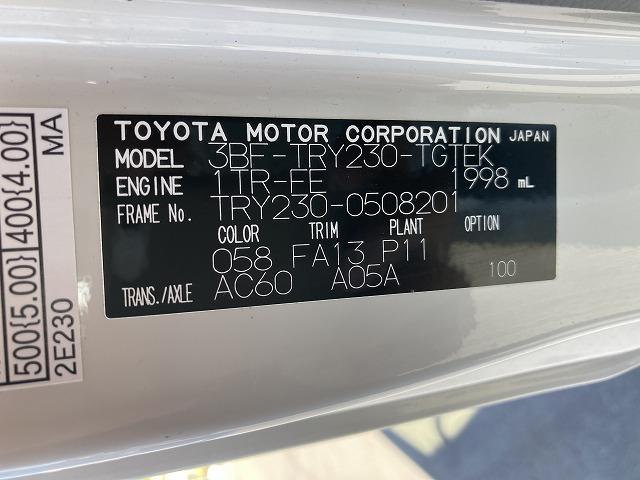 TOYOTA MOTOR CORPORATION JAPAN
MODEL 3BF-TRY230-TGTEK
ENGINE 1TR-FE 1998 mL
FRAME No. TRY230-0508201
COLOR TRIM PLANT OPTION
058 FA13 P11
TRANS./AXLE AC60 A05A 100
400{4.00} MA
500{5.00}
2E230